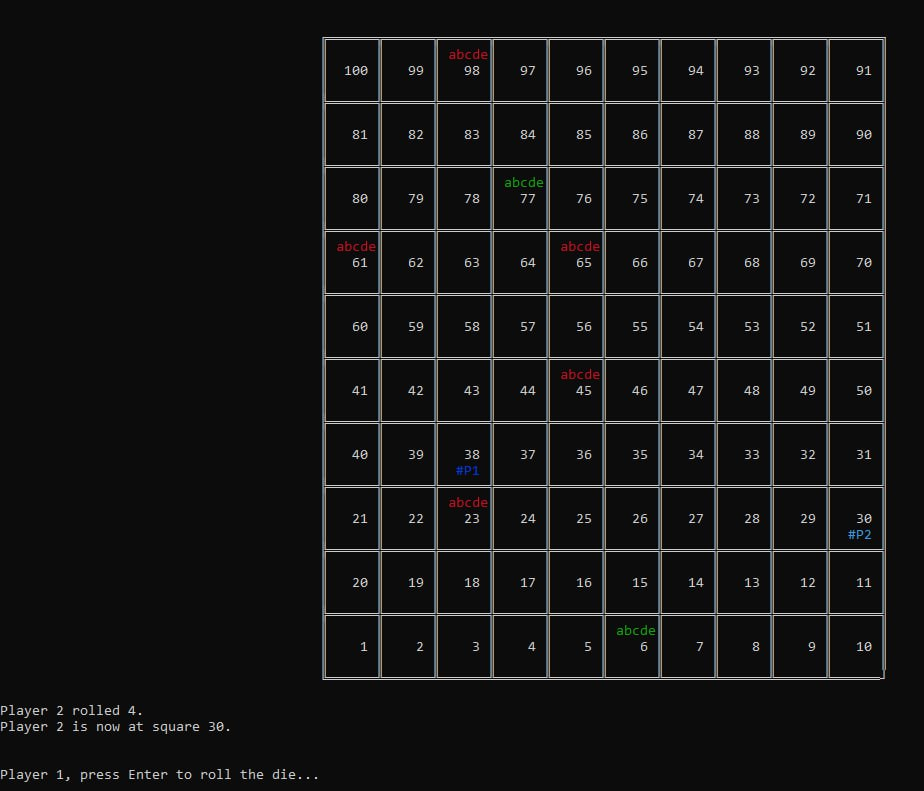 abcde
100 99 98 97 96 95 94 93 92 91
81 82 83 84 85 86 87 88 89 90
abcde
80 79 78 77 76 75 74 73 72 71
abcde abcde
61 62 63 64 65 66 67 68 69 70
60 59 58 57 56 55 54 53 52 51
abcde
41 42 43 44 45 46 47 48 49 50
40 39 38 37 36 35 34 33 32 31
#P1
abcde
21 22 23 24 25 26 27 28 29 30
#P2
20 19 18 17 16 15 14 13 12 11
abcde
1 2 3 4 5 6 7 8 9 10
Player 2 rolled 4.
Player 2 is now at square 30.
Player 1, press Enter to roll the die...